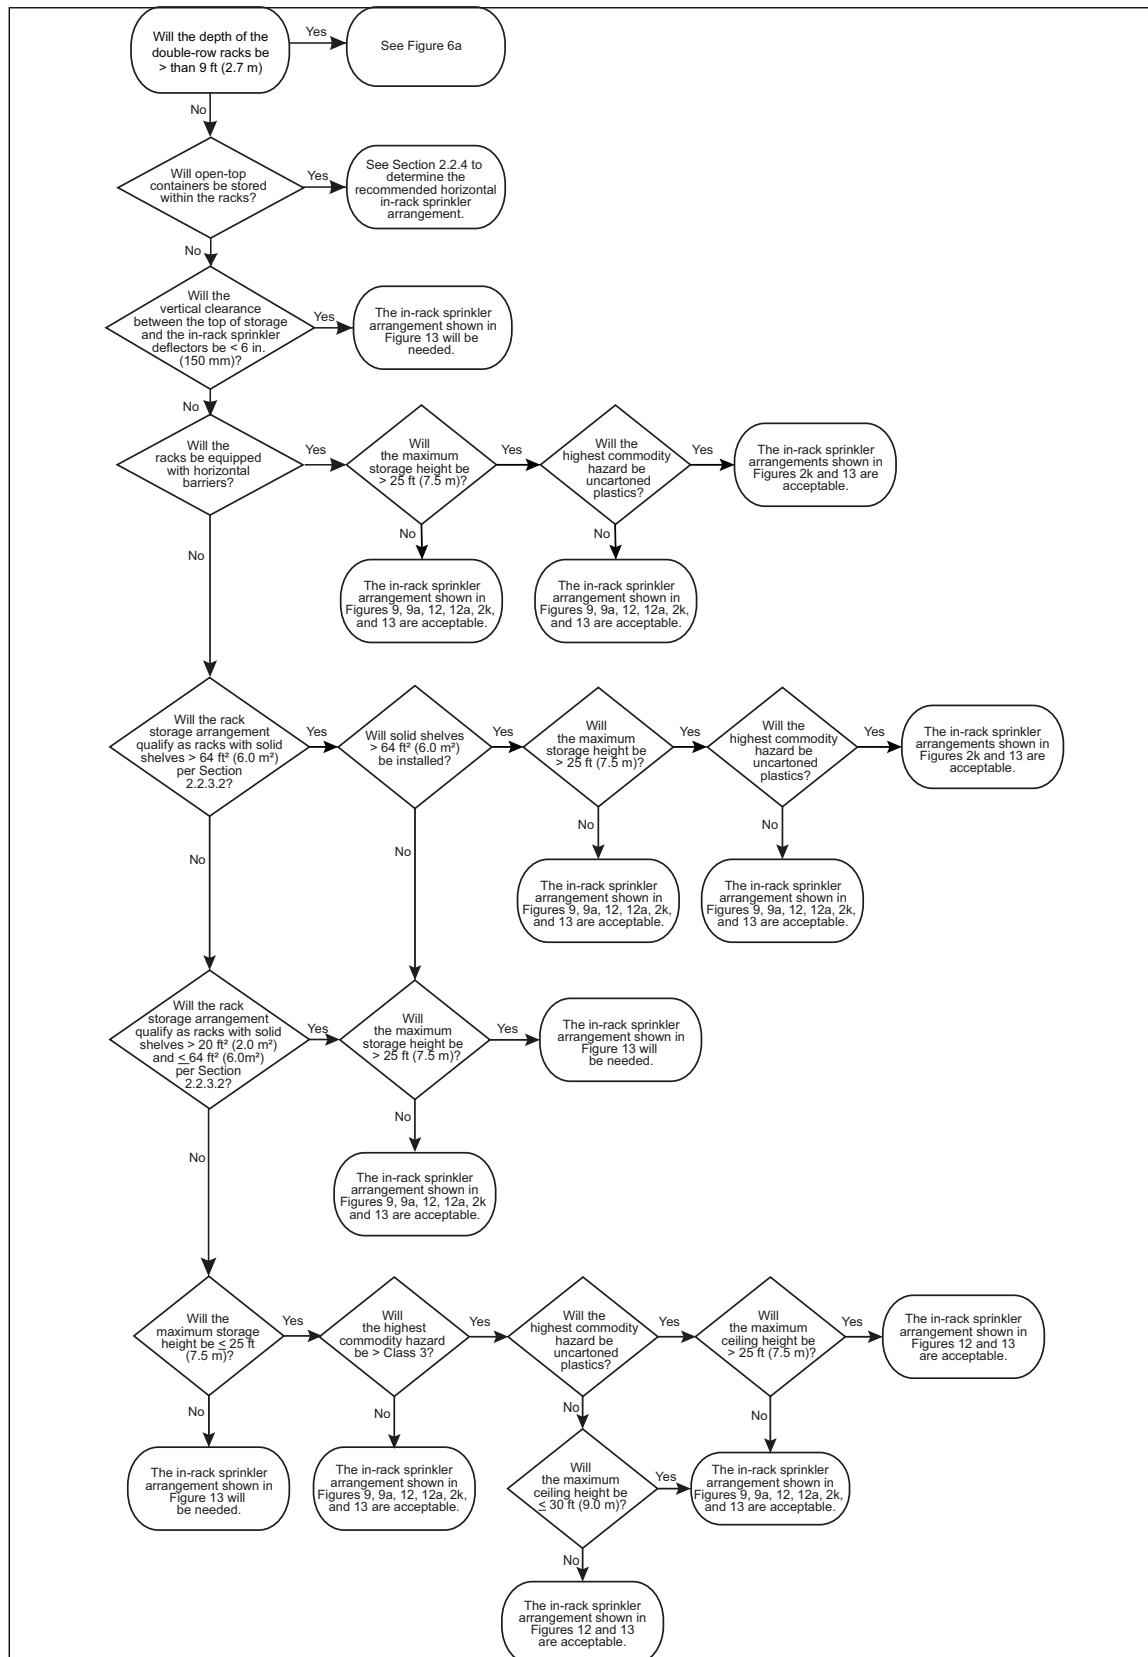 Will the depth of the
double-row racks be
> than 9 ft (2.7 m)
Yes
See Figure 6a
No
Will open-top
containers be stored
within the racks?
Yes
See Section 2.2.4 to
determine the
recommended horizontal
in-rack sprinkler
arrangement.
No
Will the
vertical clearance
between the top of storage
and the in-rack sprinkler
deflectors be < 6 in.
(150 mm)?
Yes
The in-rack sprinkler
arrangement shown in
Figure 13 will be
needed.
No
Will the
racks be equipped
with horizontal
barriers?
Yes
Will
the maximum
storage height be
> 25 ft (7.5 m)?
Yes
Will the
highest commodity
hazard be
uncartoned
plastics?
Yes
The in-rack sprinkler
arrangements shown in
Figures 2k and 13 are
acceptable.
No
No
No
The in-rack sprinkler
arrangement shown in
Figures 9, 9a, 12, 12a, 2k,
and 13 are acceptable.
The in-rack sprinkler
arrangement shown in
Figures 9, 9a, 12, 12a, 2k,
and 13 are acceptable.
Will the rack
storage arrangement
qualify as racks with solid
shelves > 64 ft² (6.0 m²)
per Section
2.2.3.2?
Yes
Will solid shelves
> 64 ft² (6.0 m²)
be installed?
Yes
Will
the maximum
storage height be
> 25 ft (7.5 m)?
Yes
Will the
highest commodity
hazard be
uncartoned
plastics?
Yes
The in-rack sprinkler
arrangements shown in
Figures 2k and 13 are
acceptable.
No
No
No
No
The in-rack sprinkler
arrangement shown in
Figures 9, 9a, 12, 12a, 2k,
and 13 are acceptable.
The in-rack sprinkler
arrangement shown in
Figures 9, 9a, 12, 12a, 2k,
and 13 are acceptable.
Will the rack
storage arrangement
qualify as racks with solid
shelves > 20 ft² (2.0 m²)
and ≤ 64 ft² (6.0m²)
per Section
2.2.3.2?
Yes
Will
the maximum
storage height be
> 25 ft (7.5 m)?
Yes
The in-rack sprinkler
arrangement shown in
Figure 13 will
be needed.
No
No
The in-rack sprinkler
arrangement shown in
Figures 9, 9a, 12, 12a, 2k
and 13 are acceptable.
Will the
maximum storage
height be ≤ 25 ft
(7.5 m)?
Yes
Will
the highest
commodity hazard
be > Class 3?
Yes
Will the
highest commodity
hazard be
uncartoned
plastics?
Yes
Will
the maximum
ceiling height be
> 25 ft (7.5 m)?
Yes
The in-rack sprinkler
arrangement shown in
Figures 12 and 13
are acceptable.
No
No
No
No
The in-rack sprinkler
arrangement shown in
Figure 13 will
be needed.
The in-rack sprinkler
arrangement shown in
Figures 9, 9a, 12, 12a, 2k,
and 13 are acceptable.
Will
the maximum
ceiling height be
≤ 30 ft (9.0 m)?
Yes
The in-rack sprinkler
arrangement shown in
Figures 9, 9a, 12, 12a, 2k,
and 13 are acceptable.
No
The in-rack sprinkler
arrangement shown in
Figures 12 and 13
are acceptable.